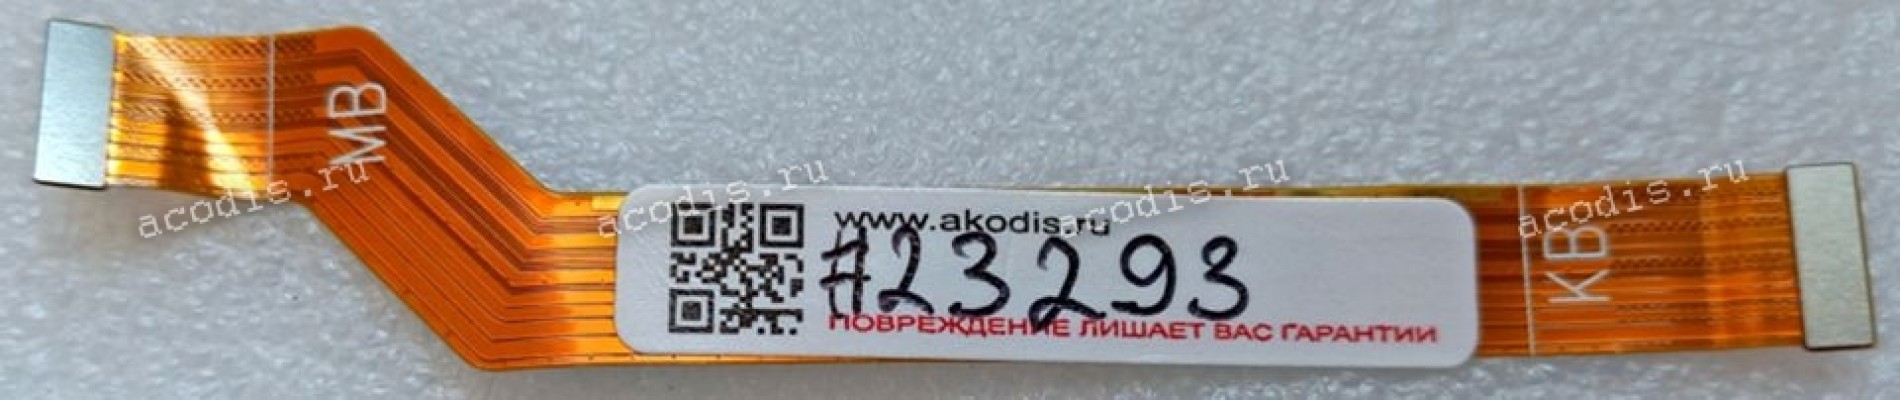 MB
www.akodis.ru
#23293
ПОВРЕЖДЕНИЕ ЛИШАЕТ ВАС ГАРАНТИИ
KB
acodis.ru
acodis.ru
acodis.ru
acodis.ru